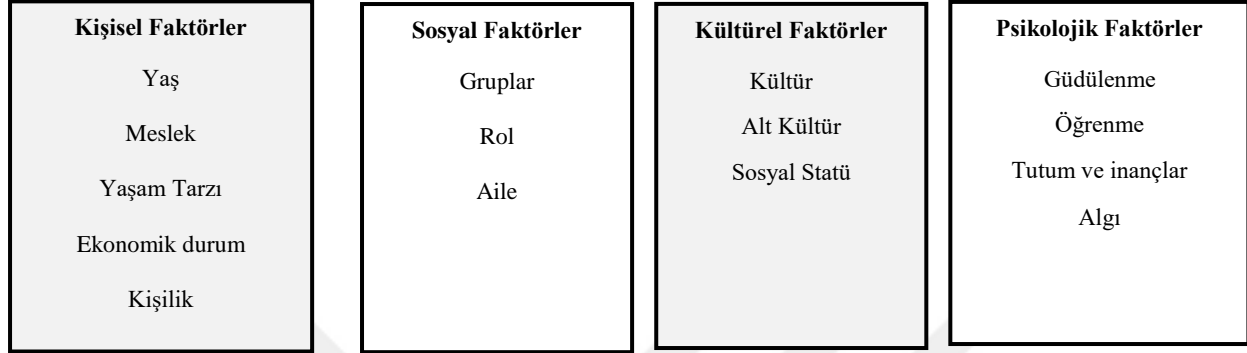 Kişisel Faktörler
Yaş
Meslek
Yaşam Tarzı
Ekonomik durum
Kişilik
Sosyal Faktörler
Gruplar
Rol
Aile
Kültürel Faktörler
Kültür
Alt Kültür
Sosyal Statü
Psikolojik Faktörler
Güdülenme
Öğrenme
Tutum ve inançlar
Algı